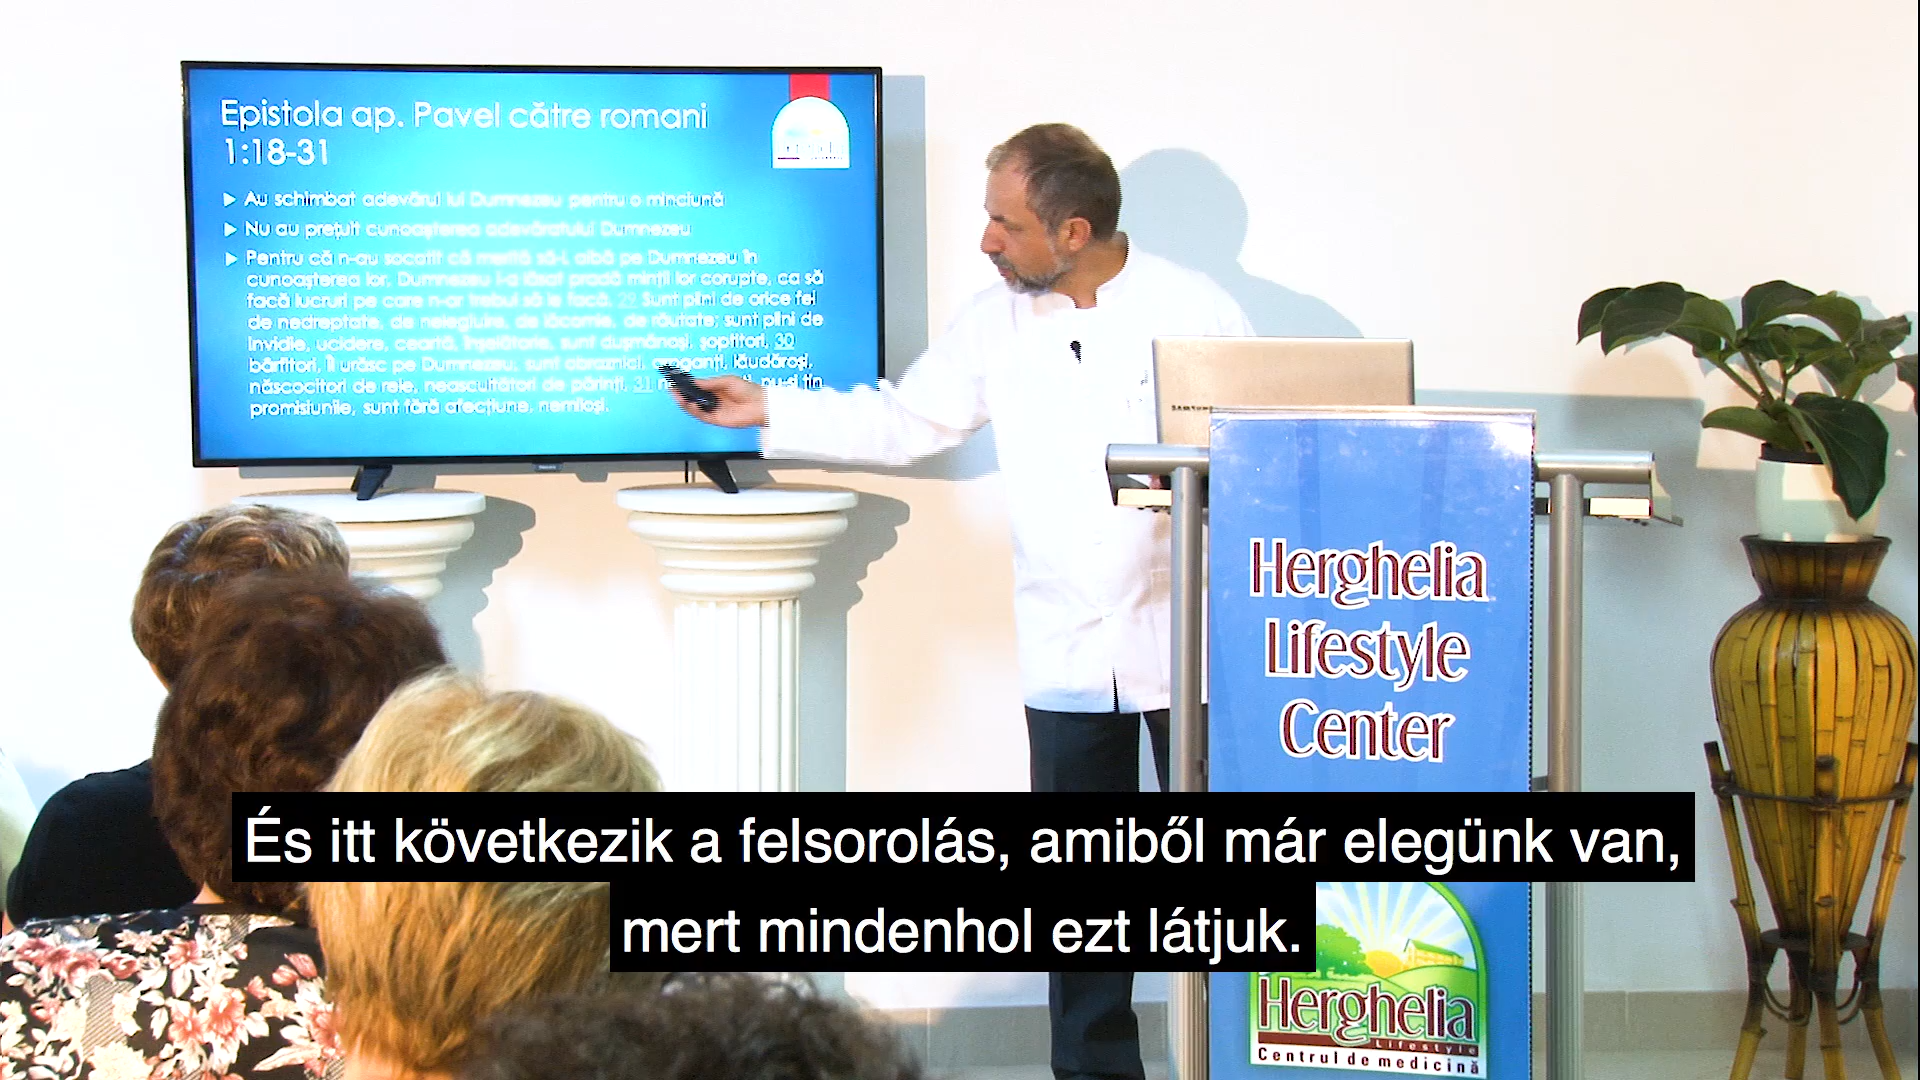 Epistola ap. Pavel către romani
1:18-31
Au schimbat adevărul lui Dumnezeu pentru o minciună
Nu au prețuit cunoașterea adevăratului Dumnezeu
Pentru că n-au socotit că merită să-L aibă pe Dumnezeu în
cunoașterea lor, Dumnezeu i-a lăsat pradă minții lor corupte, ca să
facă lucruri pe care n-ar trebui să le facă. 29 Sunt plini de orice fel
de nedreptate, de nelegiuire, de lăcomie, de răutate; sunt plini de
invidie, ucidere, ceartă, înșelătorie, sunt dușmănoși, șoptitori, 30
bârfitori, îl urăsc pe Dumnezeu, sunt obraznici, aroganți, lăudăroși,
născocitori de rele, neascultători de părinți, 31 nu-și țin
promisiunile, sunt fără afecțiune, nemiloși.
SAMSUNG
Herghelia
Lifestyle
Center
És itt következik a felsorolás, amiből már elegünk van,
mert mindenhol ezt látjuk.
Herghelia
Lifestyle
Centrul de medicină